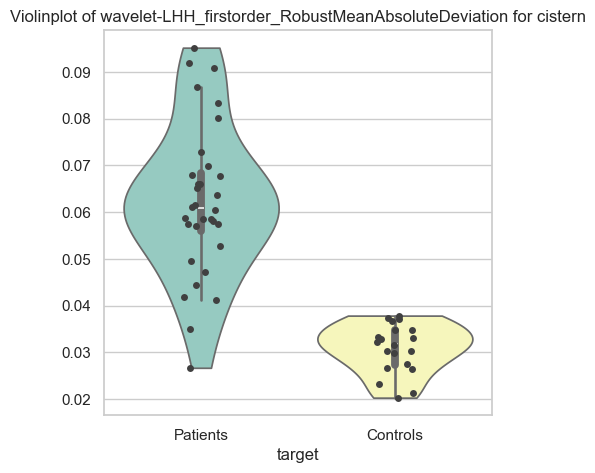 Violinplot of wavelet-LHH_firstorder_RobustMeanAbsoluteDeviation for cistern
0.09
0.08
0.07
0.06
0.05
0.04
0.03
0.02
Patients Controls
target